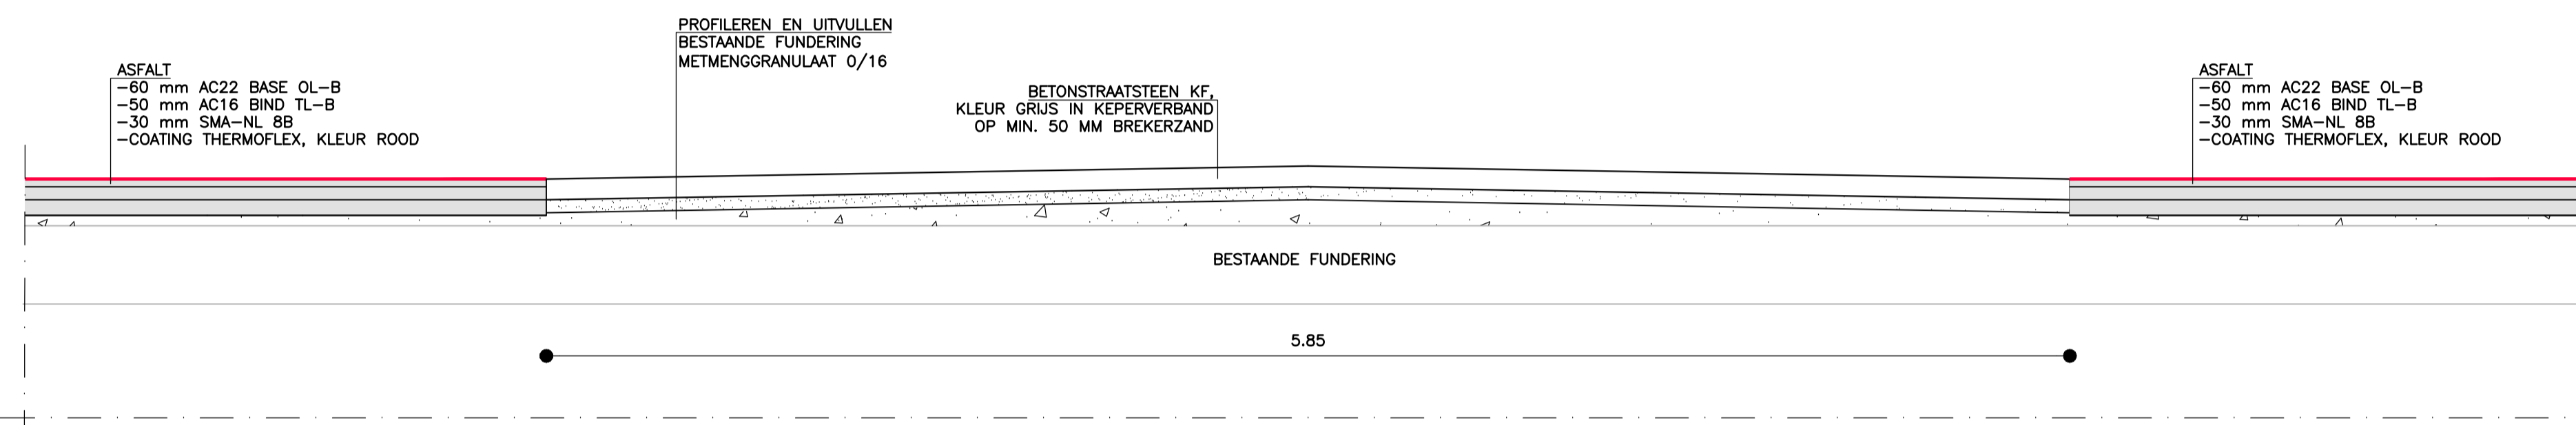 PROFILEREN EN UITVULLEN
BESTAANDE FUNDERING
METMENGGRANULAAT 0/16
ASFALT
-60 mm AC22 BASE OL-B
-50 mm AC16 BIND TL-B
-30 mm SMA-NL 8B
-COATING THERMOFLEX, KLEUR ROOD
BETONSTRAATSTEEN KF,
KLEUR GRIJS IN KEPERVERBAND
OP MIN. 50 MM BREKERZAND
ASFALT
-60 mm AC22 BASE OL-B
-50 mm AC16 BIND TL-B
-30 mm SMA-NL 8B
-COATING THERMOFLEX, KLEUR ROOD
BESTAANDE FUNDERING
5.85